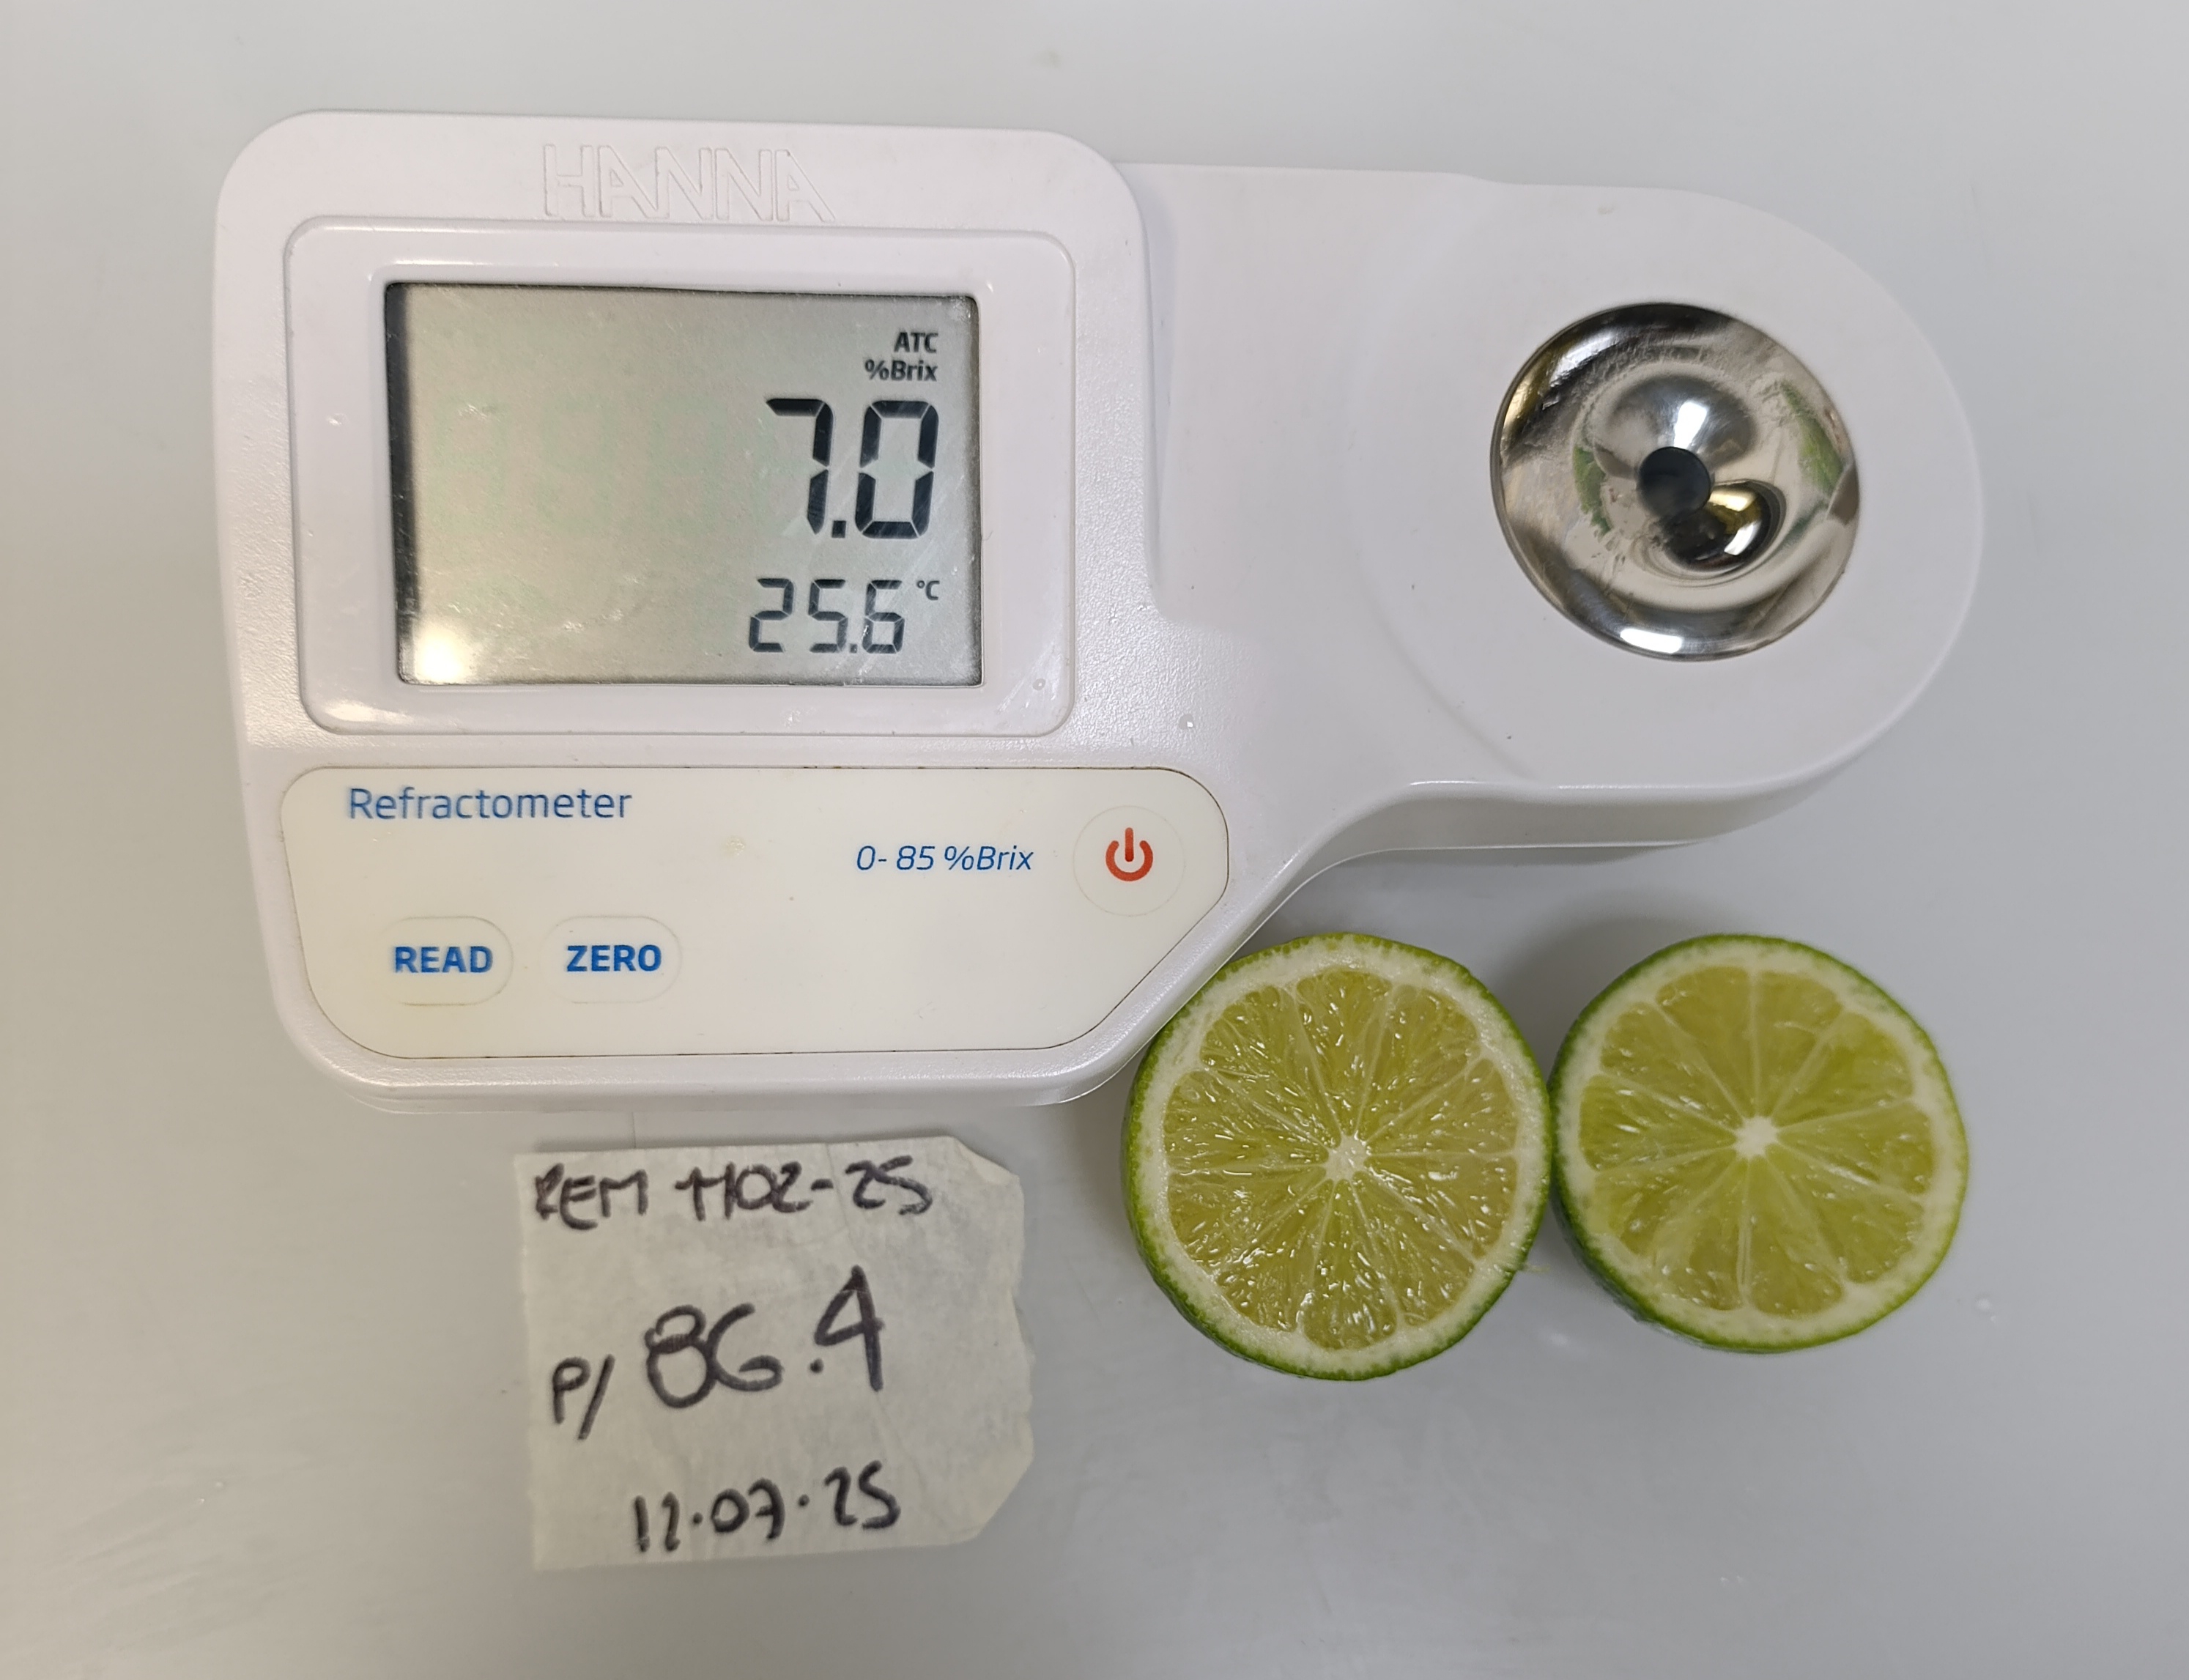 HANNA
ATC
%Brix
7.0
25.6 °C
Refractometer
0- 85 %Brix
READ ZERO
REM 1102-25
P/ 86.4
12.07.25